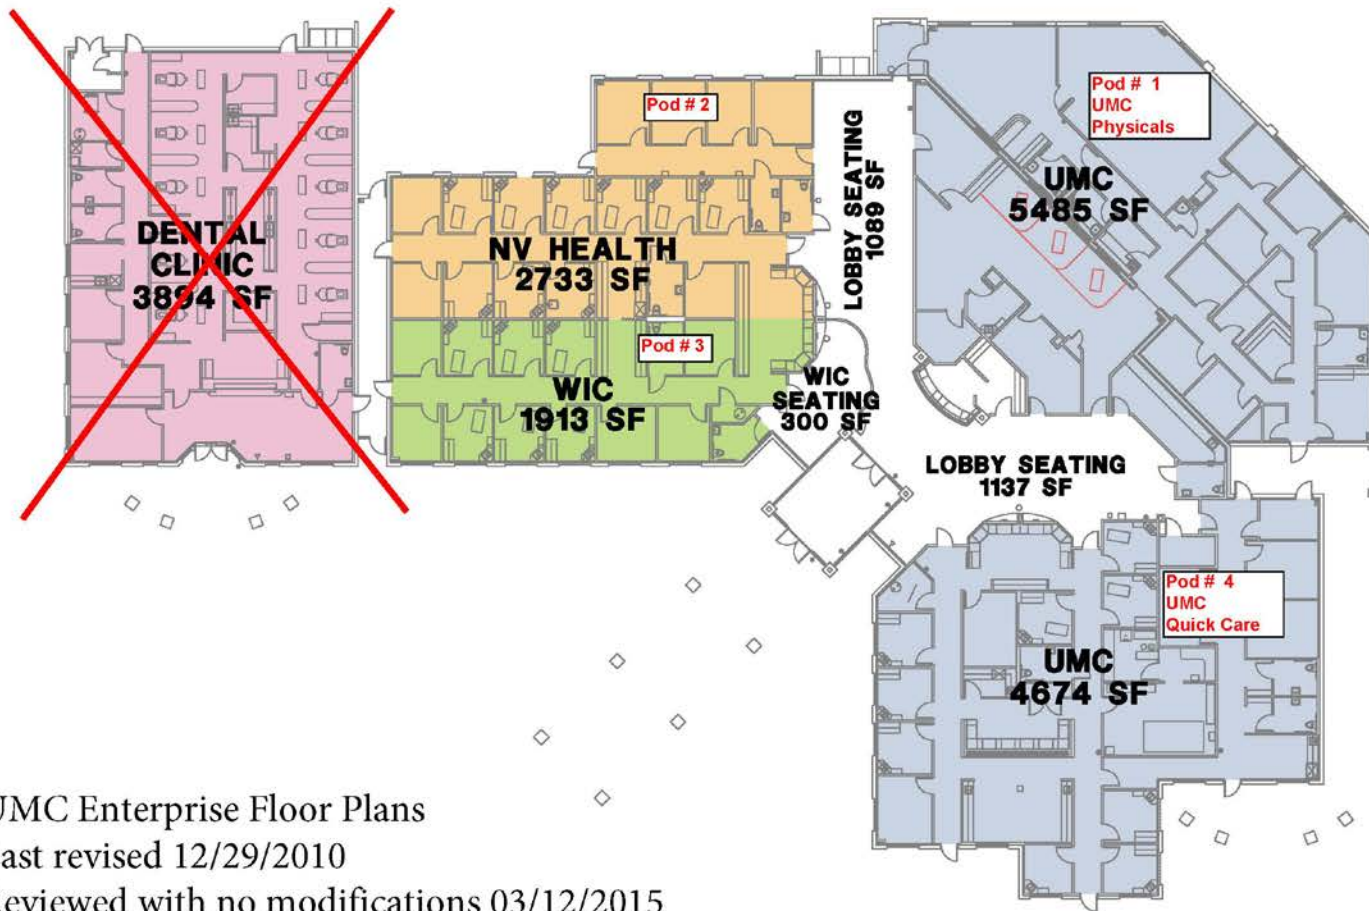 Pod # 2
Pod # 1
UMC
Physicals
LOBBY SEATING
1089 SF
UMC
5485 SF
DENTAL
CLINIC
3894 SF
NV HEALTH
2733 SF
Pod # 3
WIC
1913 SF
WIC
SEATING
300 SF
LOBBY SEATING
1137 SF
Pod # 4
UMC
Quick Care
UMC
4674 SF
UMC Enterprise Floor Plans
ast revised 12/29/2010
eviewed with no modifications 03/12/2015